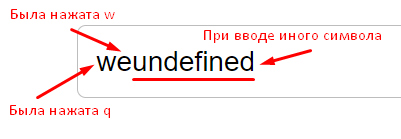 Была нажата w
При вводе иного символа
weundefined
Была нажата q